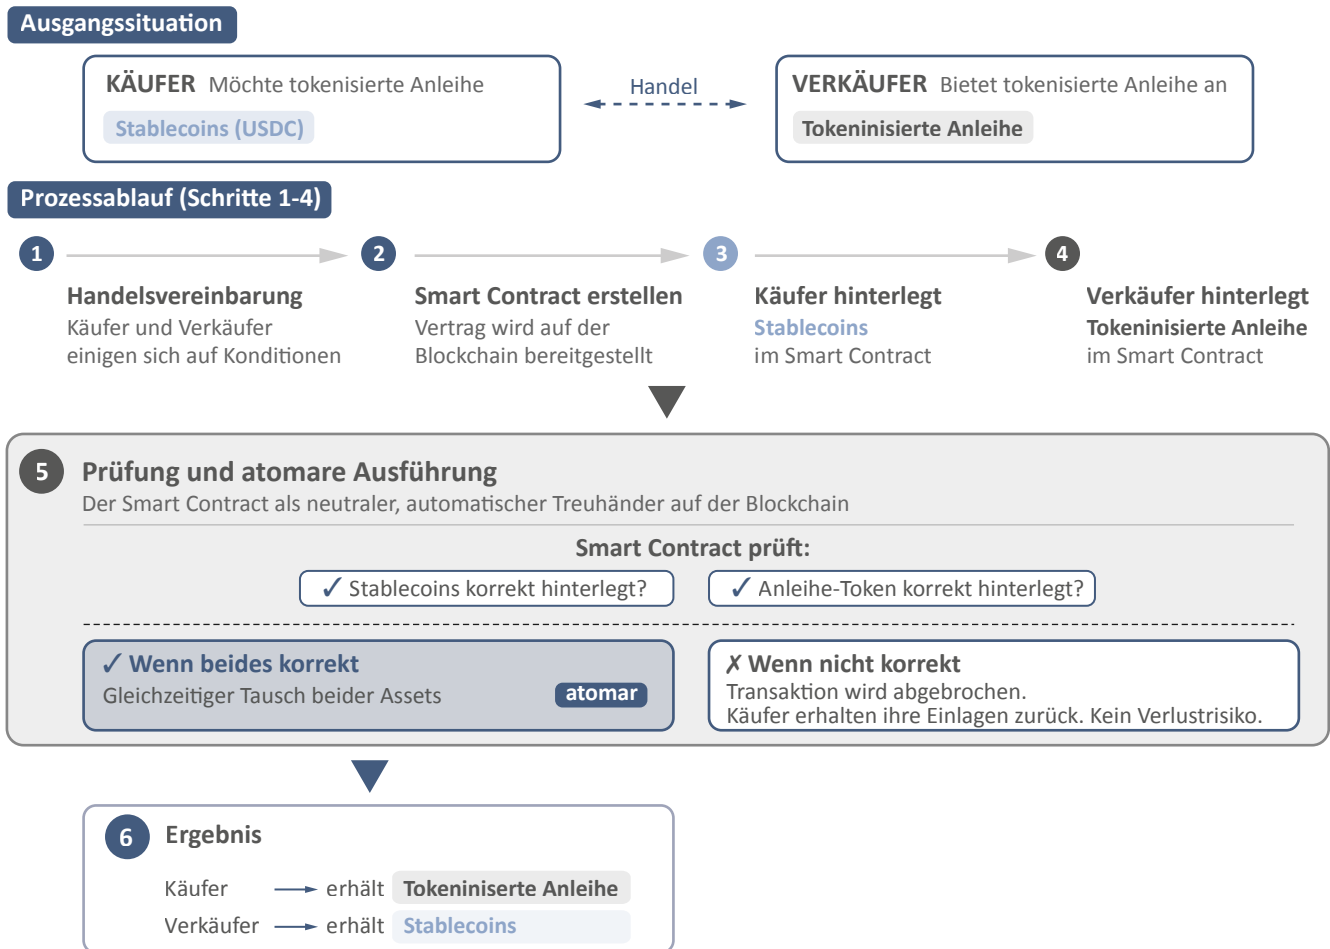 Ausgangssituation
KÄUFER Möchte tokenisierte Anleihe
Stablecoins (USDC)
Handel
VERKÄUFER Bietet tokenisierte Anleihe an
Tokeninisierte Anleihe
Prozessablauf (Schritte 1-4)
1
2
3
4
Handelsvereinbarung
Käufer und Verkäufer
einigen sich auf Konditionen
Smart Contract erstellen
Vertrag wird auf der
Blockchain bereitgestellt
Käufer hinterlegt
Stablecoins
im Smart Contract
Verkäufer hinterlegt
Tokeninisierte Anleihe
im Smart Contract
5 Prüfung und atomare Ausführung
Der Smart Contract als neutraler, automatischer Treuhänder auf der Blockchain
Smart Contract prüft:
✓ Stablecoins korrekt hinterlegt?
✓ Anleihe-Token korrekt hinterlegt?
✓ Wenn beides korrekt
Gleichzeitiger Tausch beider Assets
atomar
✗ Wenn nicht korrekt
Transaktion wird abgebrochen.
Käufer erhalten ihre Einlagen zurück. Kein Verlustrisiko.
6 Ergebnis
Käufer → erhält Tokeniniserte Anleihe
Verkäufer → erhält Stablecoins